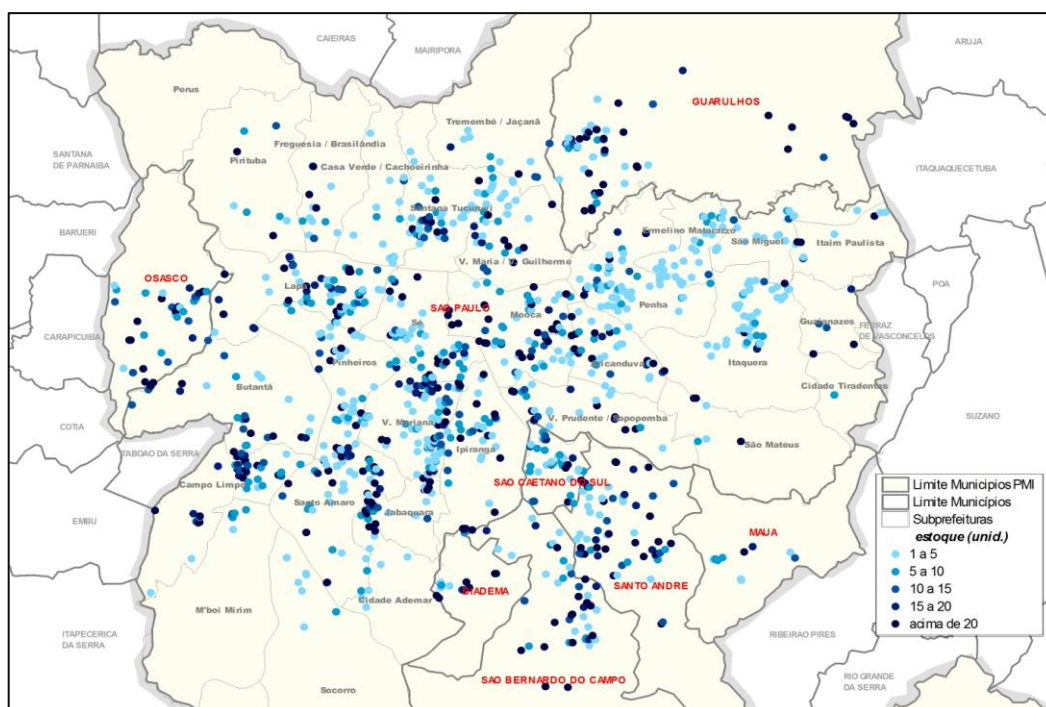 CAIEIRAS
MAIRIPORA
ARUJA
Perus
GUARULHOS
Tremembé / Jaçanã
Freguesia / Brasilândia
SANTANA
DE PARNAIBA
Pirituba
Casa Verde / Cachoeirinha
ITAQUAQUECETUBA
Santana Tucuruvi
Ermelino Matarazzo
São Miguel
Itaim Paulista
BARUERI
V. Maria / V. Guilherme
OSASCO
Lapa
POA
SAO PAULO
Mooca
Penha
Sé
Guaianazes
FERRAZ
DE VASCONCELOS
CARAPICUIBA
Pinheiros
Aricanduva
Itaquera
Butantã
Cidade Tiradentes
SUZANO
COTIA
V. Mariana
V. Prudente / Sapopemba
TABOAO DA SERRA
Ipiranga
São Mateus
Campo Limpo
SAO CAETANO DO SUL
Santo Amaro
Jabaquara
EMBU
MAUA
DIADEMA
SANTO ANDRE
Cidade Ademar
M'boi Mirim
ITAPECERICA
DA SERRA
RIBEIRAO PIRES
SAO BERNARDO DO CAMPO
Socorro
RIO GRANDE
DA SERRA
Limite Municipios PMI
Limite Municípios
Subprefeituras
estoque (unid.)
1 a 5
5 a 10
10 a 15
15 a 20
acima de 20